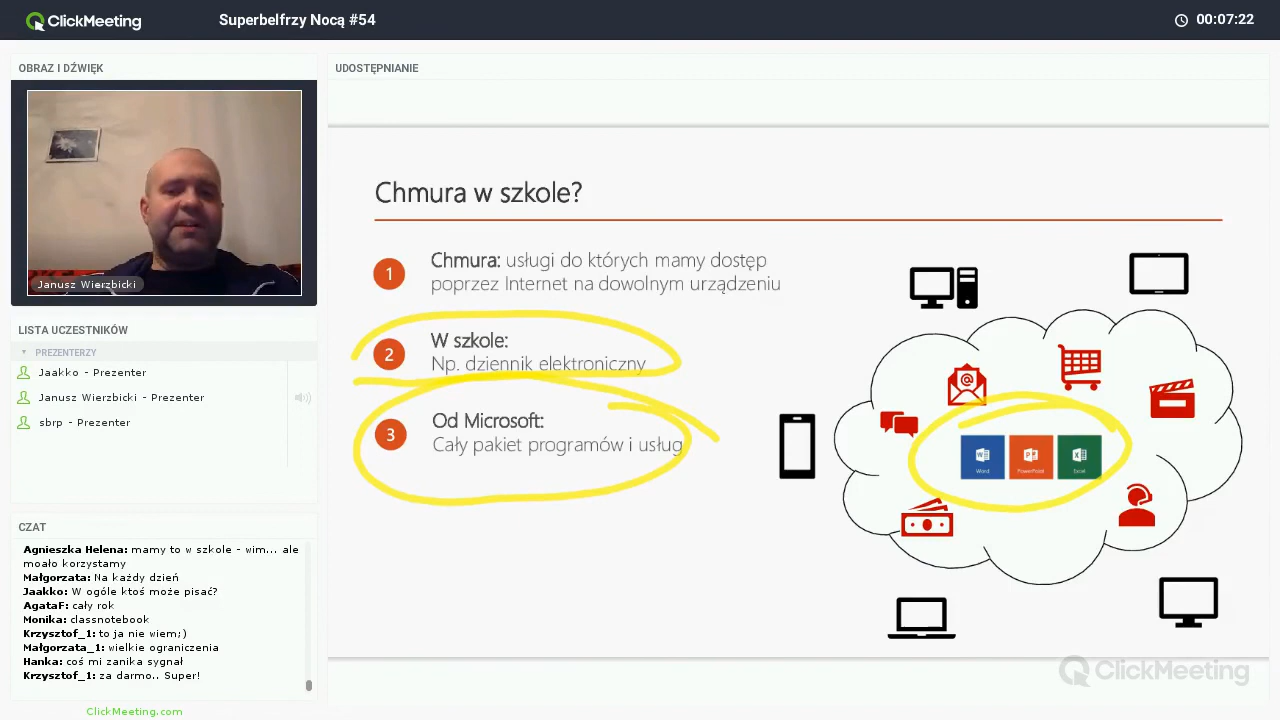 ClickMeeting
Superbelfrzy Nocą #54
00:07:22
OBRAZ I DŹWIĘK
Janusz Wierzbicki
LISTA UCZESTNIKÓW
PREZENTERZY
Jaakko - Prezenter
Janusz Wierzbicki - Prezenter
sbrp - Prezenter
CZAT
Agnieszka Helena: mamy to w szkole - wim... ale
moało korzystamy
Małgorzata: Na każdy dzień
Jaakko: W ogóle ktoś może pisać?
AgataF: cały rok
Monika: classnotebook
Krzysztof_1: to ja nie wiem;)
Małgorzata_1: wielkie ograniczenia
Hanka: coś mi zanika sygnał
Krzysztof_1: za darmo.. Super!
ClickMeeting.com
UDOSTĘPNIANIE
Chmura w szkole?
1
Chmura: usługi do których mamy dostęp
poprzez Internet na dowolnym urządzeniu
2
W szkole:
Np. dziennik elektroniczny
3
Od Microsoft:
Cały pakiet programów i usług
Word
PowerPoint
Excel
ClickMeeting